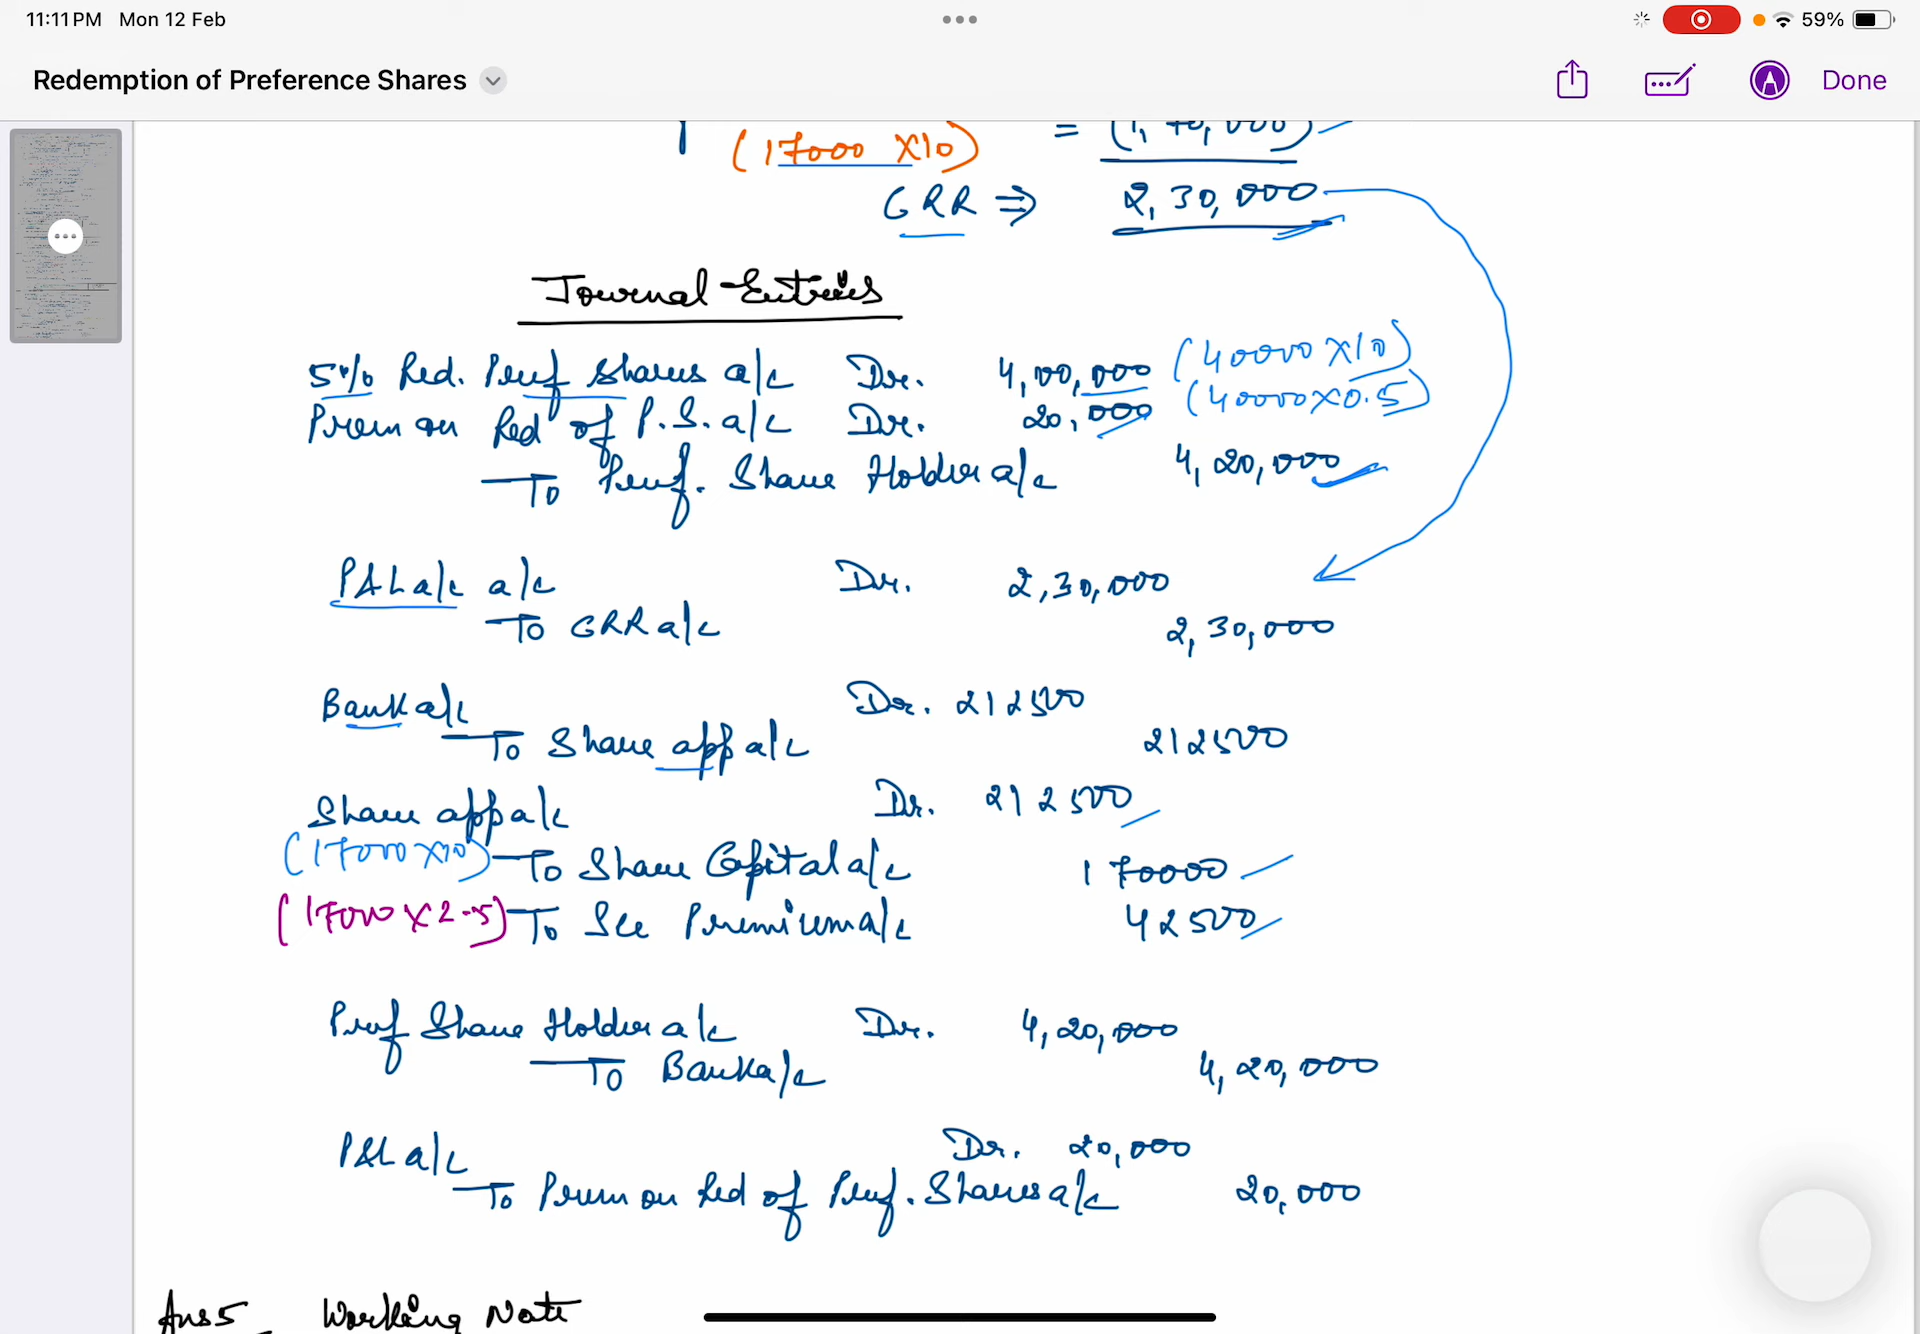 11:11 PM Mon 12 Feb
59%
Redemption of Preference Shares
Done
(17000 X10) = (1,70,000)
GRR ⇒ 2,30,000
Journal Entries
5% Red. Pref Shares a/c Dr. 4,00,000 (40000 X10)
Prem on Red of P.S. a/c Dr. 20,000 (40000X0.5)
To Pref. Share Holder a/c 4,20,000
P&L a/c a/c Dr. 2,30,000
To GRR a/c 2,30,000
Bank a/c Dr. 212500
To Share app a/c 212500
Share app a/c Dr. 212500
(17000 X10) To Share Capital a/c 170000
(17000 X 2.5) To Sec Premium a/c 42500
Pref Share Holder a/c Dr. 4,20,000
To Bank a/c 4,20,000
P&L a/c Dr. 20,000
To Prem on Red of Pref. Shares a/c 20,000
Ans 5 Working Note